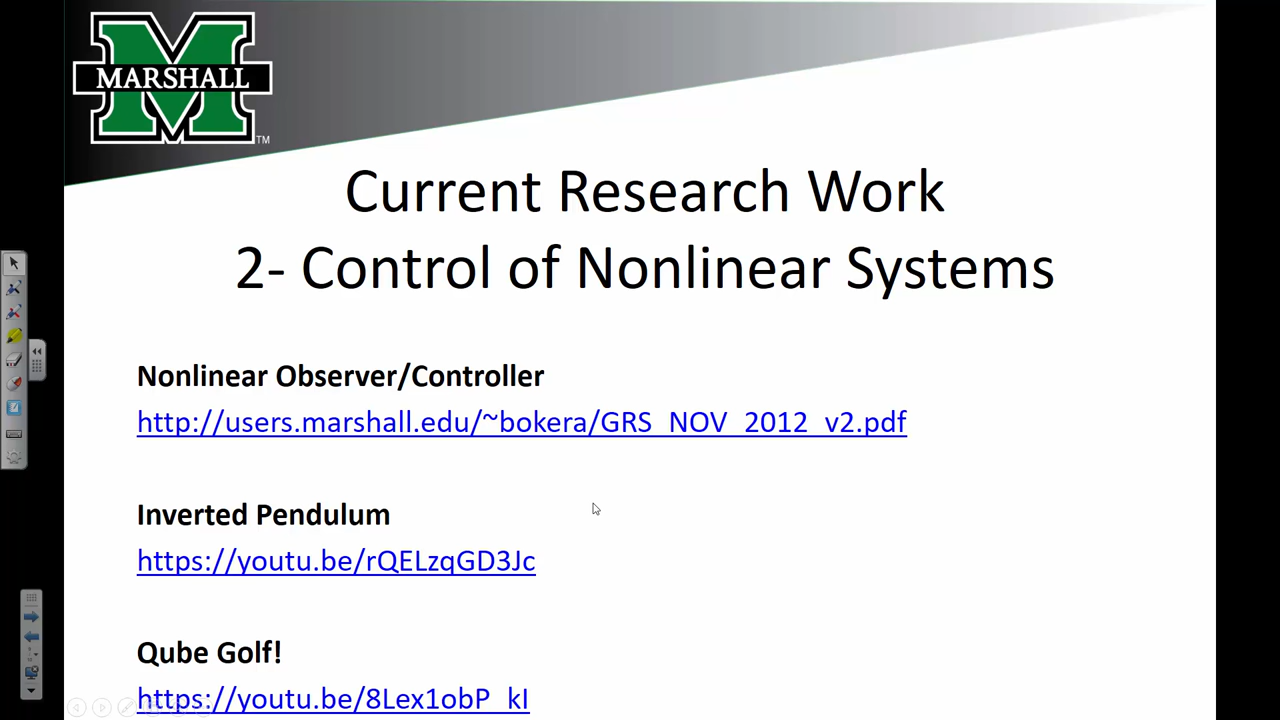 MARSHALL
TM
Current Research Work
2- Control of Nonlinear Systems
Nonlinear Observer/Controller
http://users.marshall.edu/~bokera/GRS_NOV_2012_v2.pdf
Inverted Pendulum
https://youtu.be/rQELzqGD3Jc
Qube Golf!
https://youtu.be/8Lex1obP_kI